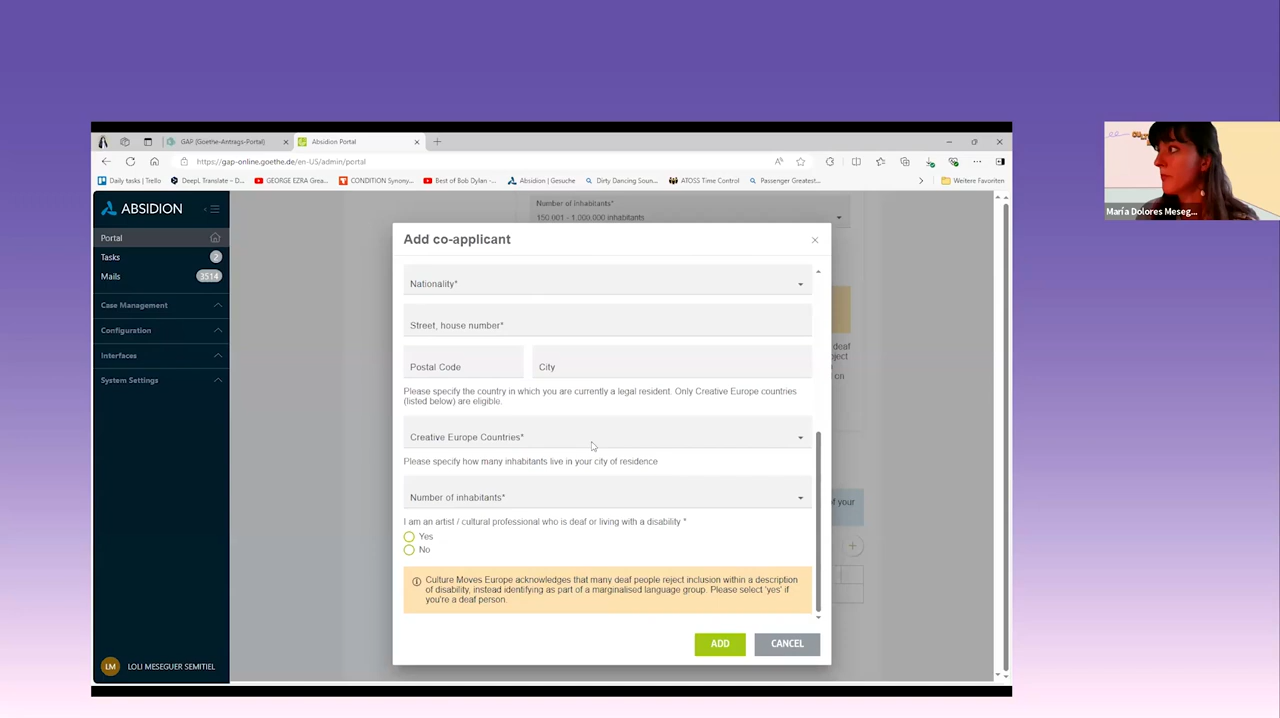 GAP (Goethe-Antrags-Portal)
Absidion Portal
https://gap-online.goethe.de/en-US/admin/portal
Daily tasks | Trello
DeepL Translate – D...
GEORGE EZRA Grea...
CONDITION Synony...
Best of Bob Dylan -...
Absidion | Gesuche
Dirty Dancing Soun...
ATOSS Time Control
Passenger Greatest...
Weitere Favoriten
María Dolores Meseg...
ABSIDION
Portal
Tasks
2
Mails
3514
Case Management
Configuration
Interfaces
System Settings
LM
LOLI MESEGUER SEMITIEL
Number of inhabitants*
150 001 - 1 000 000 inhabitants
Add co-applicant
Nationality*
Street, house number*
Postal Code
City
Please specify the country in which you are currently a legal resident. Only Creative Europe countries
(listed below) are eligible.
Creative Europe Countries*
Please specify how many inhabitants live in your city of residence
Number of inhabitants*
I am an artist / cultural professional who is deaf or living with a disability *
Yes
No
Culture Moves Europe acknowledges that many deaf people reject inclusion within a description
of disability, instead identifying as part of a marginalised language group. Please select 'yes' if
you're a deaf person.
ADD
CANCEL
deaf
ject
on
of your